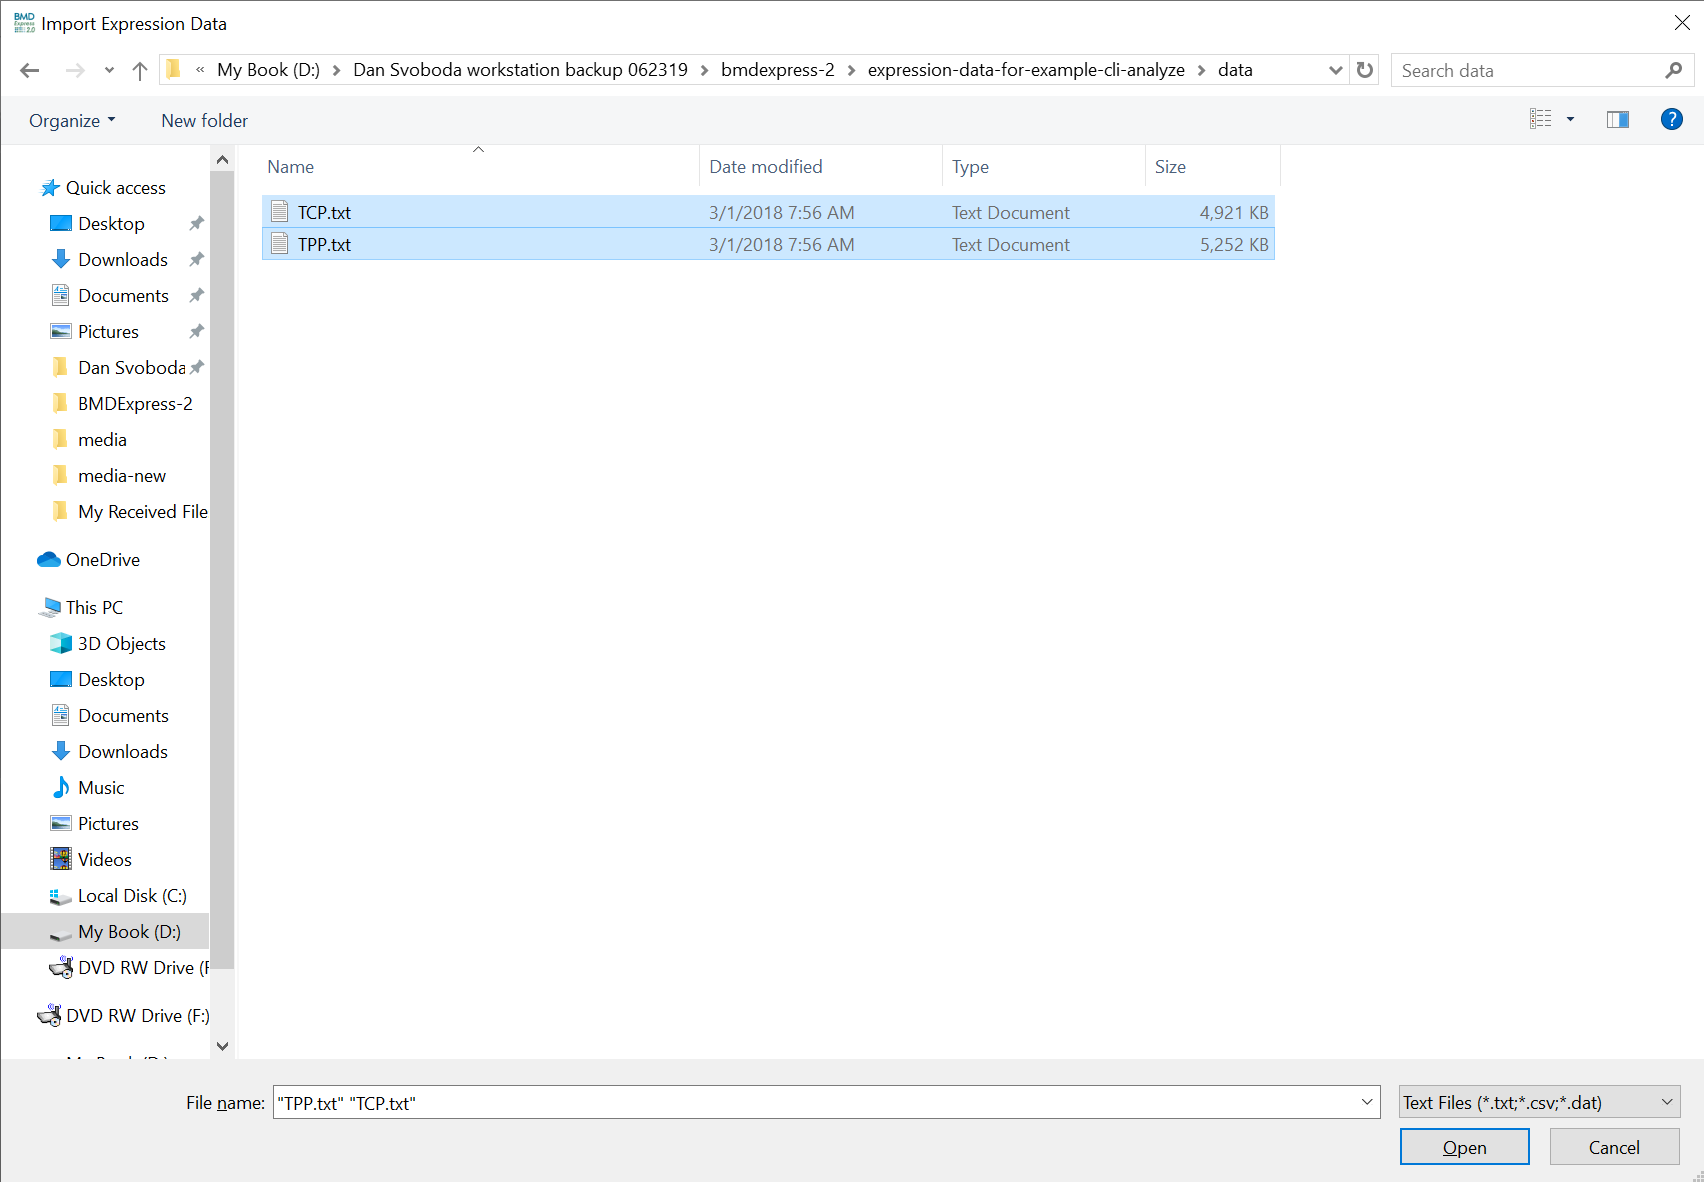 BMD Express 2.0 Import Expression Data
« My Book (D:) > Dan Svoboda workstation backup 062319 > bmdexpress-2 > expression-data-for-example-cli-analyze > data
Search data
Organize New folder
?
Name Date modified Type Size
TCP.txt 3/1/2018 7:56 AM Text Document 4,921 KB
TPP.txt 3/1/2018 7:56 AM Text Document 5,252 KB
Quick access
Desktop
Downloads
Documents
Pictures
Dan Svoboda
BMDExpress-2
media
media-new
My Received File
OneDrive
This PC
3D Objects
Desktop
Documents
Downloads
Music
Pictures
Videos
Local Disk (C:)
My Book (D:)
DVD RW Drive (F
DVD RW Drive (F:)
File name: "TPP.txt" "TCP.txt"
Text Files (*.txt;*.csv;*.dat)
Open Cancel